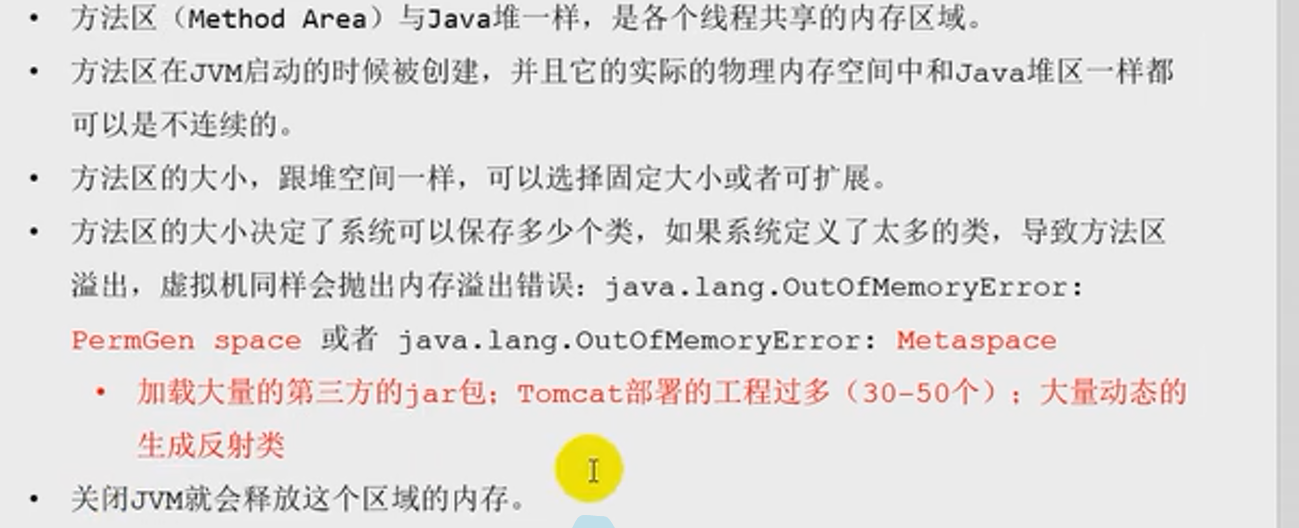 • 方法区（Method Area）与Java堆一样，是各个线程共享的内存区域。
• 方法区在JVM启动的时候被创建，并且它的实际的物理内存空间中和Java堆区一样都
可以是不连续的。
• 方法区的大小，跟堆空间一样，可以选择固定大小或者可扩展。
• 方法区的大小决定了系统可以保存多少个类，如果系统定义了太多的类，导致方法区
溢出，虚拟机同样会抛出内存溢出错误：java.lang.OutOfMemoryError:
PermGen space 或者 java.lang.OutOfMemoryError: Metaspace
• 加载大量的第三方的jar包；Tomcat部署的工程过多（30-50个）；大量动态的
生成反射类
• 关闭JVM就会释放这个区域的内存。